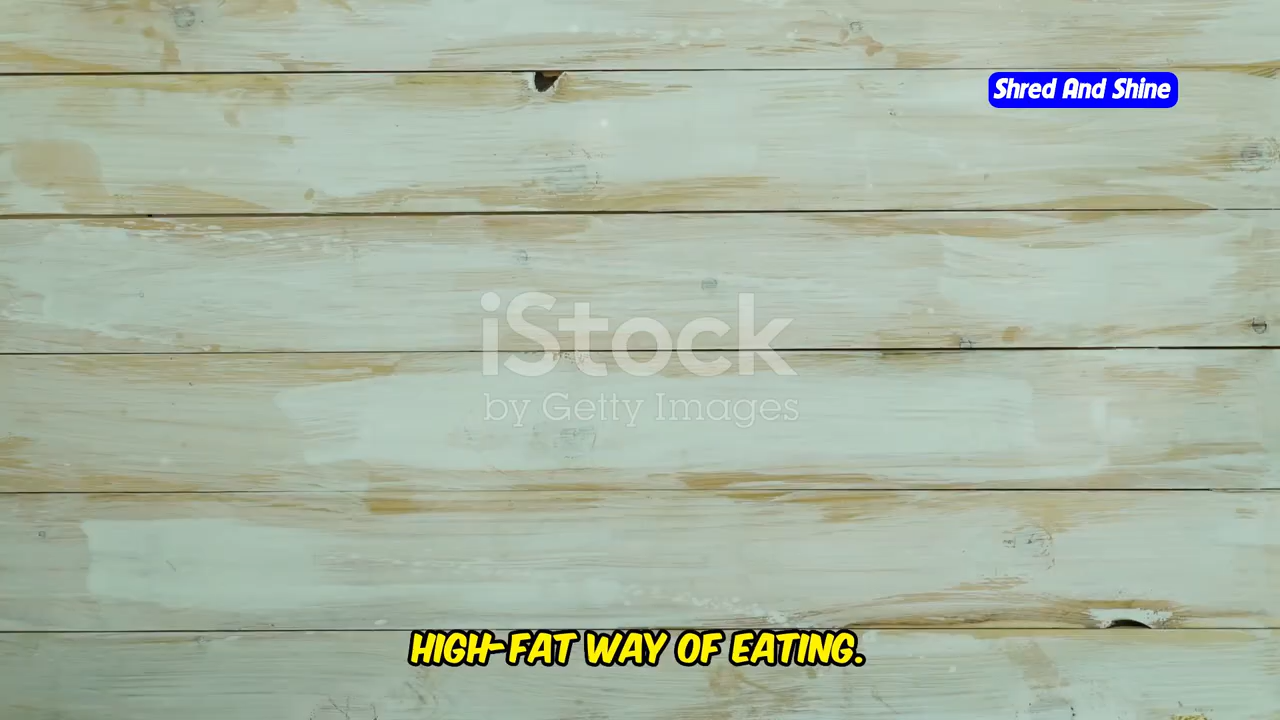 Shred And Shine
iStock
by Getty Images
HIGH-FAT WAY OF EATING.